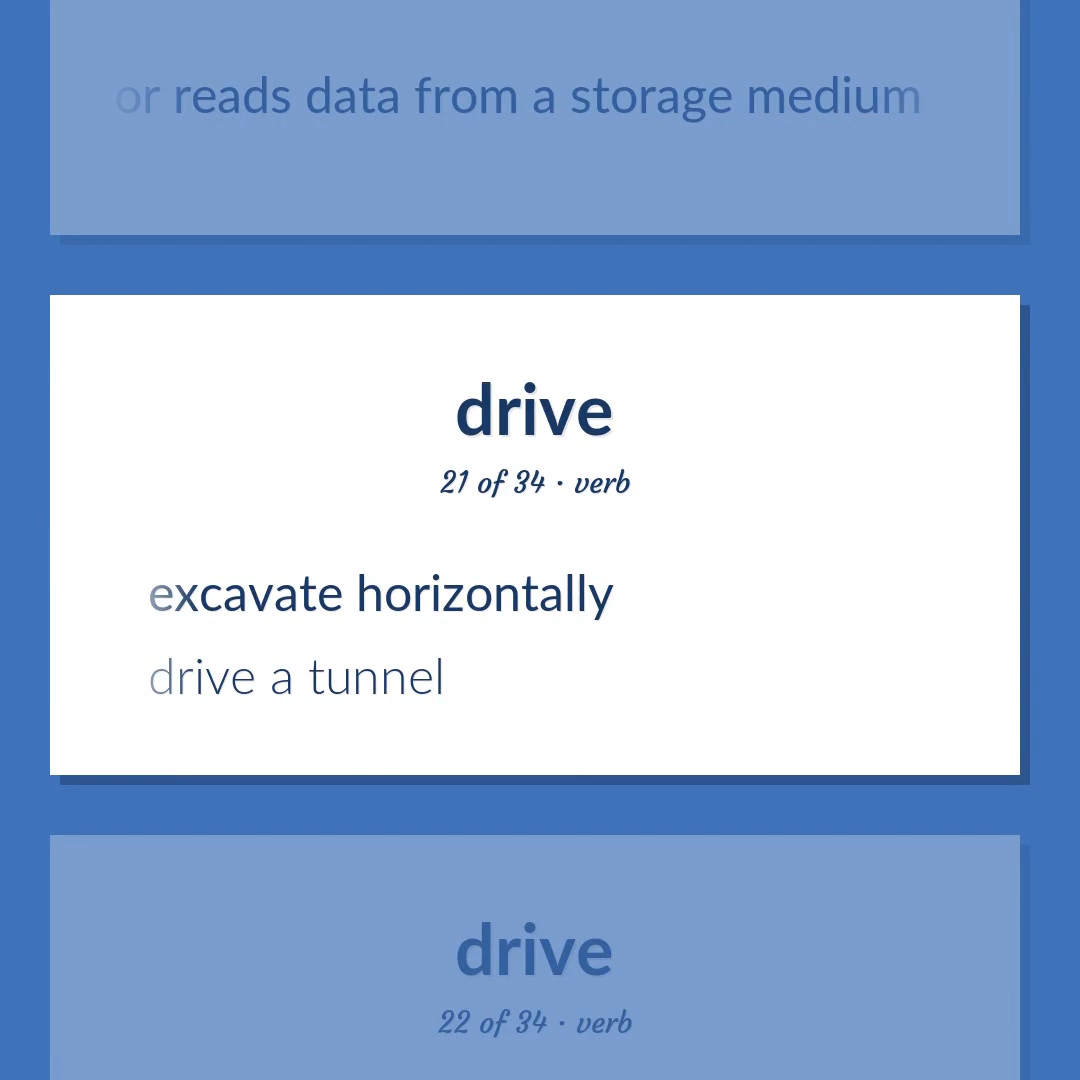 or reads data from a storage medium
drive
21 of 34 · verb
excavate horizontally
drive a tunnel
drive
22 of 34 · verb